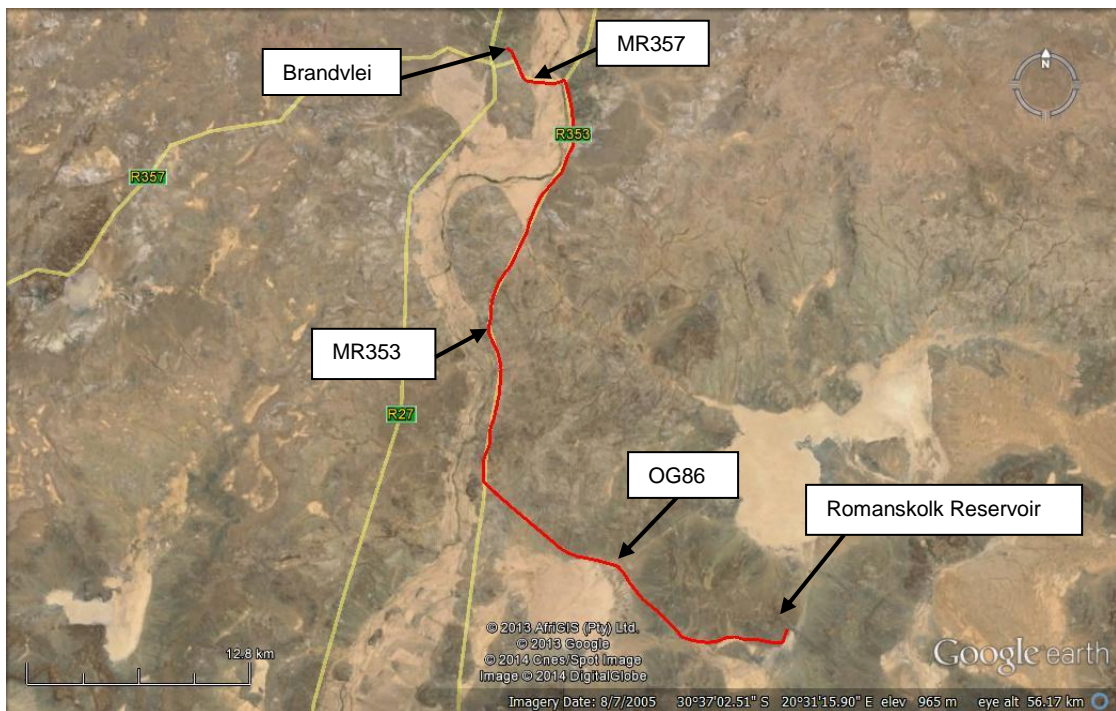 Brandvlei
MR357
R353
R357
MR353
R27
OG86
Romanskolk Reservoir
N
© 2013 AfriGIS (Pty) Ltd.
© 2013 Google
© 2014 Cnes/Spot Image
Image © 2014 DigitalGlobe
12.8 km
Google earth
Imagery Date: 8/7/2005 30°37'02.51" S 20°31'15.90" E elev 965 m eye alt 56.17 km